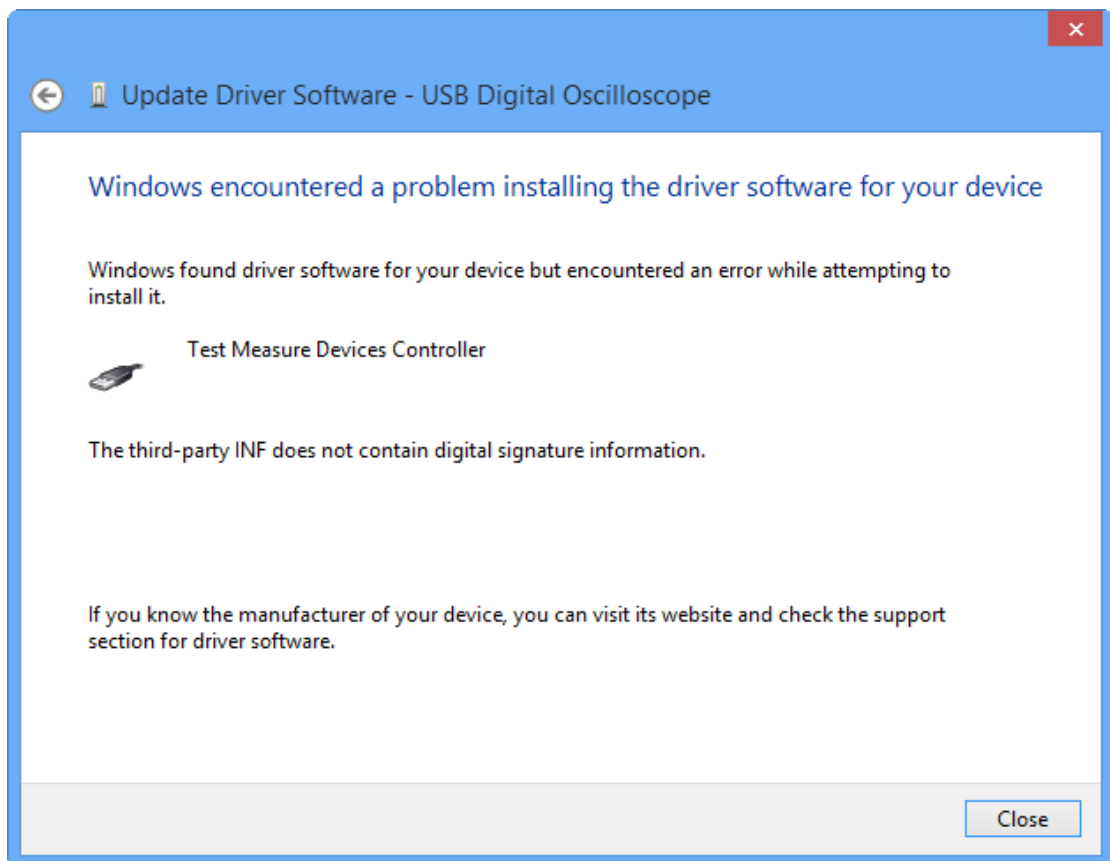 Update Driver Software - USB Digital Oscilloscope
Windows encountered a problem installing the driver software for your device
Windows found driver software for your device but encountered an error while attempting to
install it.
Test Measure Devices Controller
The third-party INF does not contain digital signature information.
If you know the manufacturer of your device, you can visit its website and check the support
section for driver software.
Close